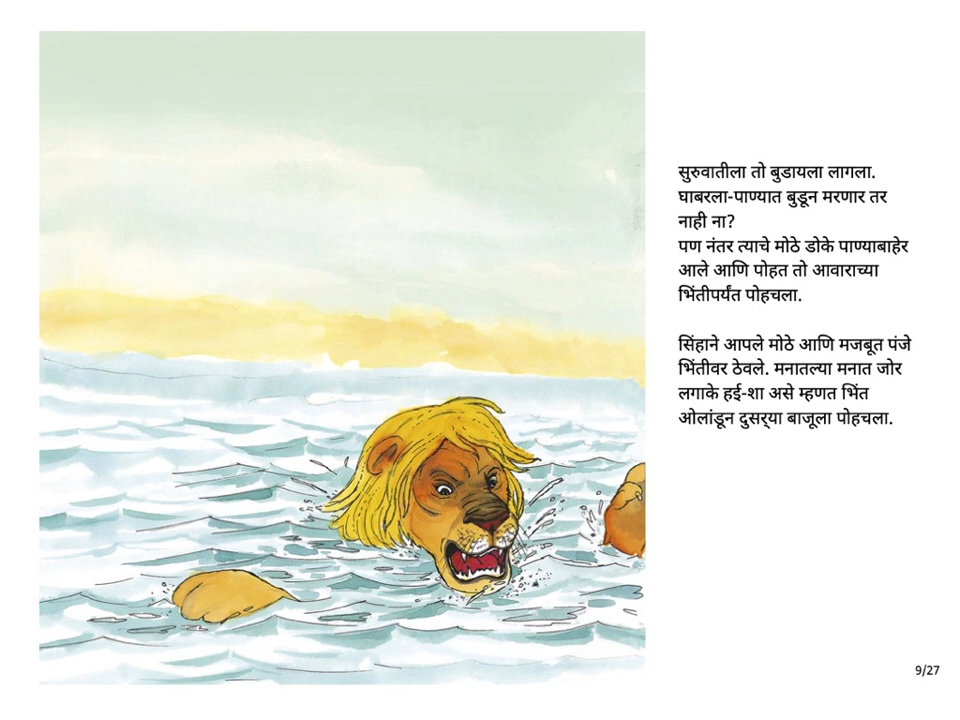 सुरुवातीला तो बुडायला लागला.
घाबरला-पाण्यात बुडून मरणार तर
नाही ना?
पण नंतर त्याचे मोठे डोके पाण्याबाहेर
आले आणि पोहत तो आवाराच्या
भिंतीपर्यंत पोहचला.
सिंहाने आपले मोठे आणि मजबूत पंजे
भिंतीवर ठेवले. मनातल्या मनात जोर
लगाके हई-शा असे म्हणत भिंत
ओलांडून दुसऱ्या बाजूला पोहचला.
9/27